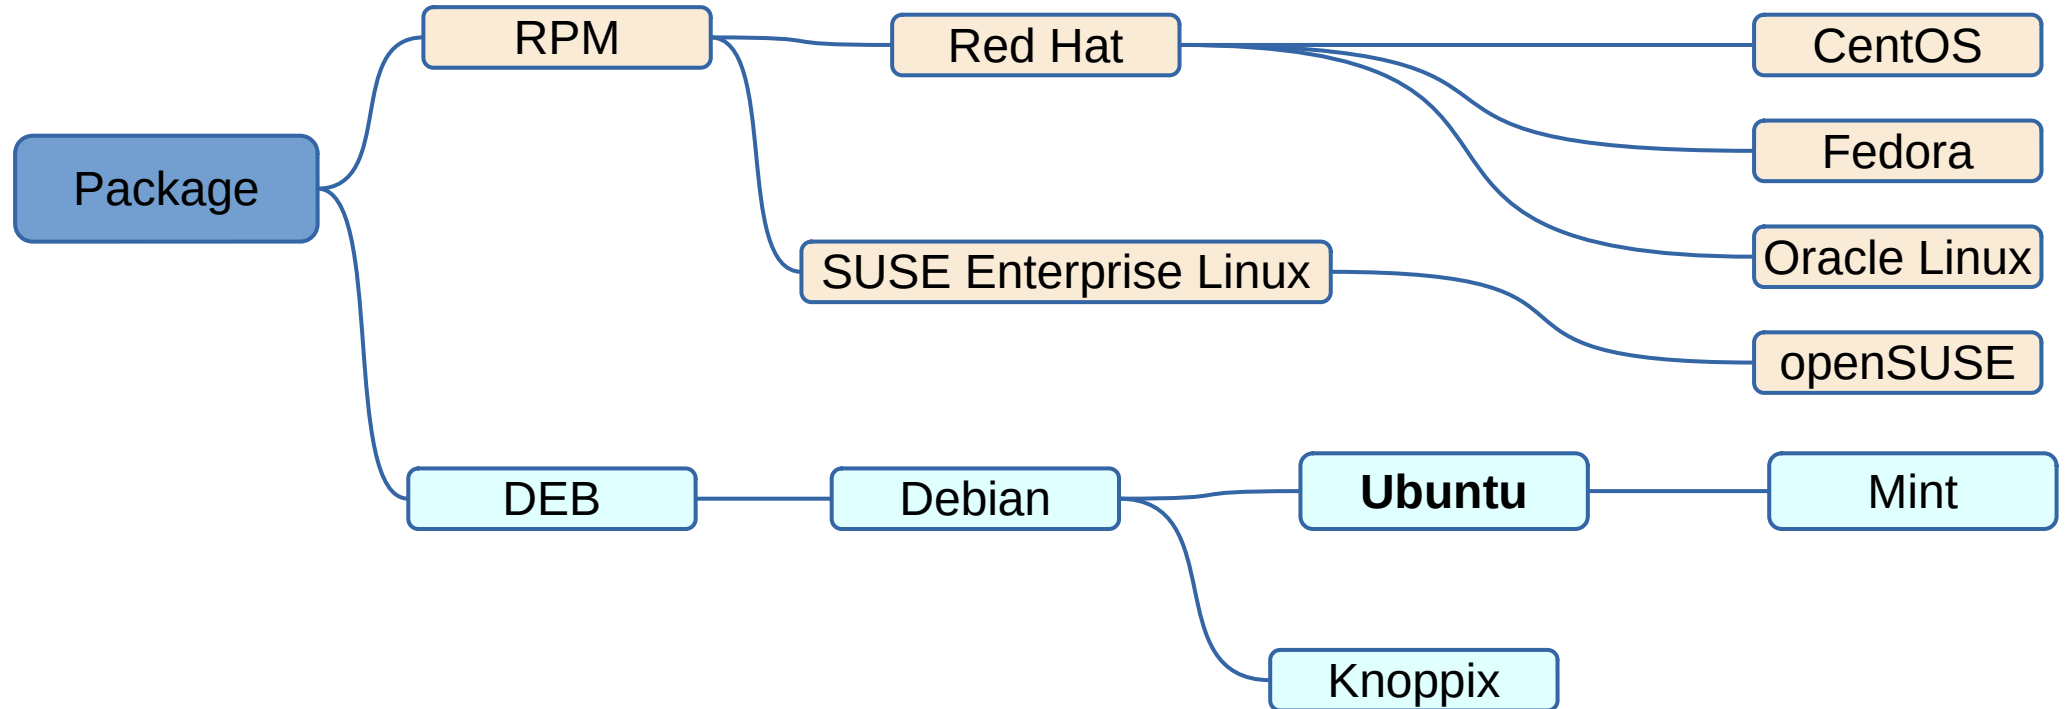 RPM
Red Hat
CentOS
Fedora
Package
Oracle Linux
SUSE Enterprise Linux
openSUSE
DEB
Debian
Ubuntu
Mint
Knoppix